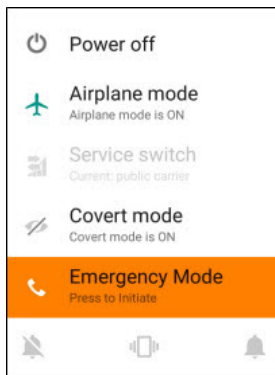 Power off
Airplane mode
Airplane mode is ON
Service switch
Current: public carrier
Covert mode
Covert mode is ON
Emergency Mode
Press to Initiate